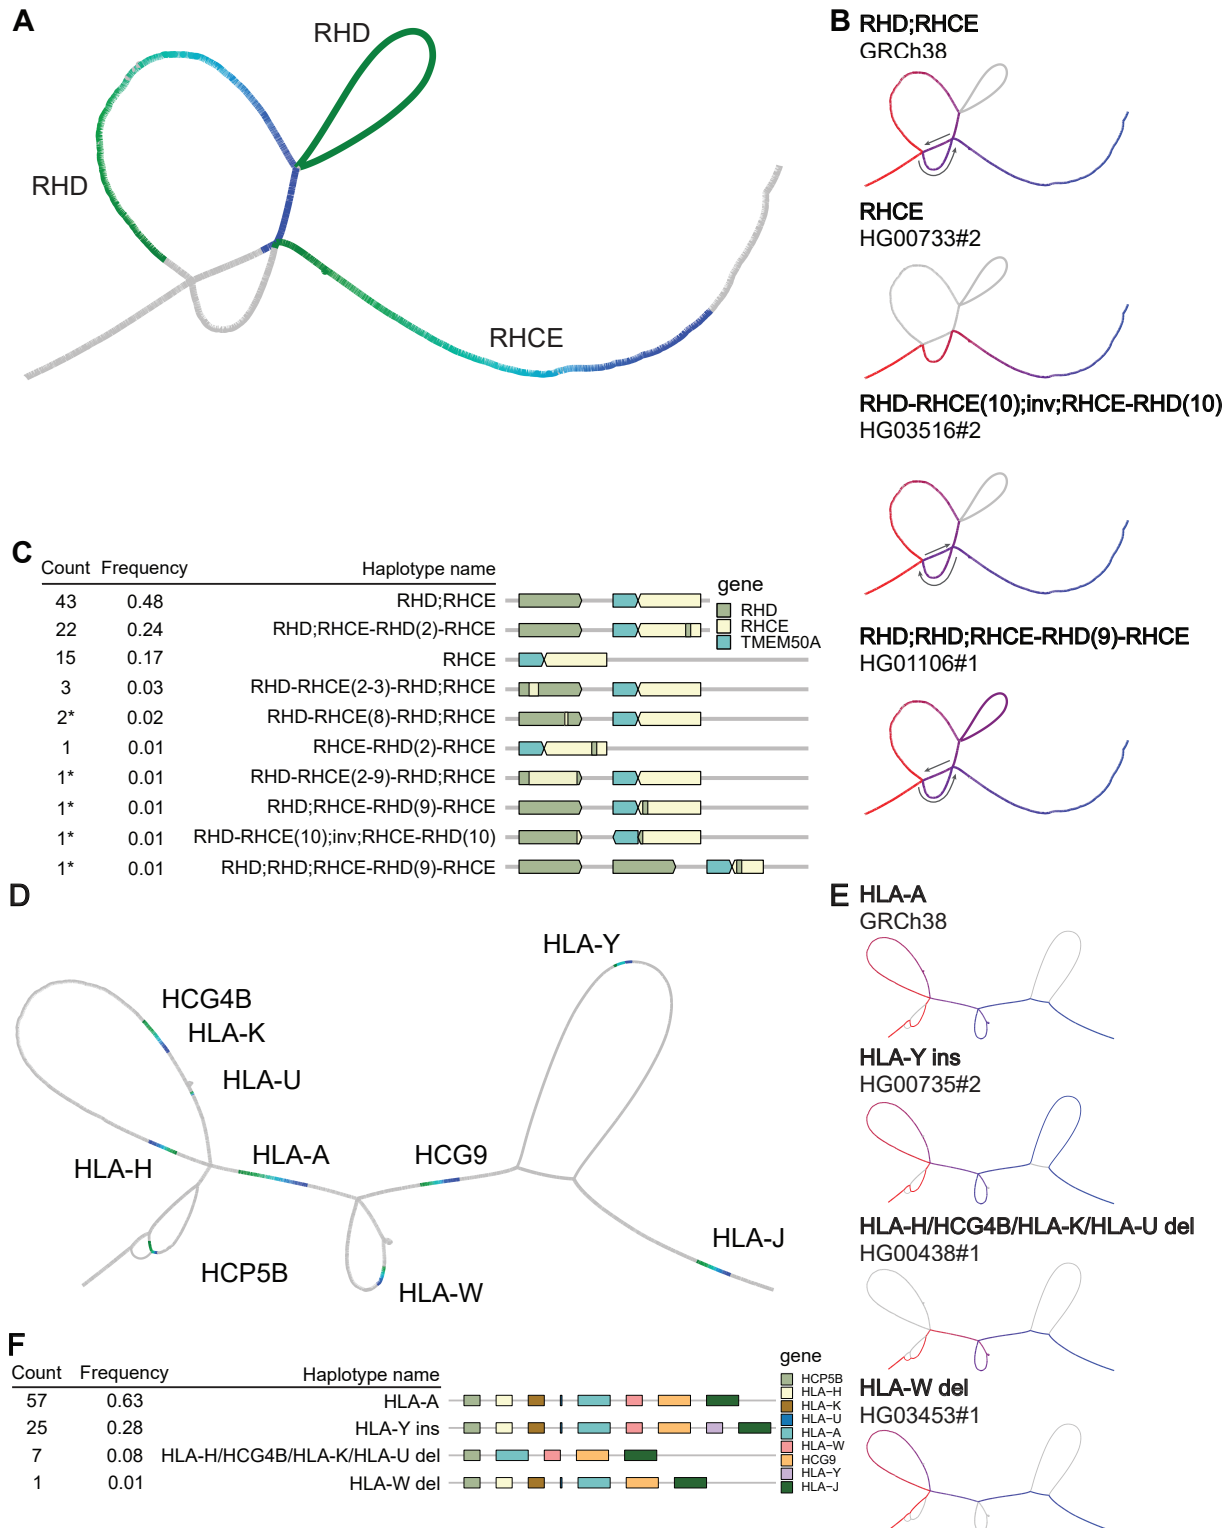 A
RHD
RHD
RHCE
B
RHD;RHCE
GRCh38
RHCE
HG00733#2
RHD-RHCE(10);inv;RHCE-RHD(10)
HG03516#2
RHD;RHD;RHCE-RHD(9)-RHCE
HG01106#1
C
Count Frequency Haplotype name
43 0.48 RHD;RHCE
22 0.24 RHD;RHCE-RHD(2)-RHCE
15 0.17 RHCE
3 0.03 RHD-RHCE(2-3)-RHD;RHCE
2* 0.02 RHD-RHCE(8)-RHD;RHCE
1 0.01 RHCE-RHD(2)-RHCE
1* 0.01 RHD-RHCE(2-9)-RHD;RHCE
1* 0.01 RHD;RHCE-RHD(9)-RHCE
1* 0.01 RHD-RHCE(10);inv;RHCE-RHD(10)
1* 0.01 RHD;RHD;RHCE-RHD(9)-RHCE
gene
RHD
RHCE
TMEM50A
D
HLA-Y
HCG4B
HLA-K
HLA-U
HLA-H
HLA-A
HCG9
HCP5B
HLA-W
HLA-J
E
HLA-A
GRCh38
HLA-Y ins
HG00735#2
HLA-H/HCG4B/HLA-K/HLA-U del
HG00438#1
HLA-W del
HG03453#1
F
Count Frequency Haplotype name
57 0.63 HLA-A
25 0.28 HLA-Y ins
7 0.08 HLA-H/HCG4B/HLA-K/HLA-U del
1 0.01 HLA-W del
gene
HCP5B
HLA-H
HLA-K
HLA-U
HLA-A
HLA-W
HCG9
HLA-Y
HLA-J